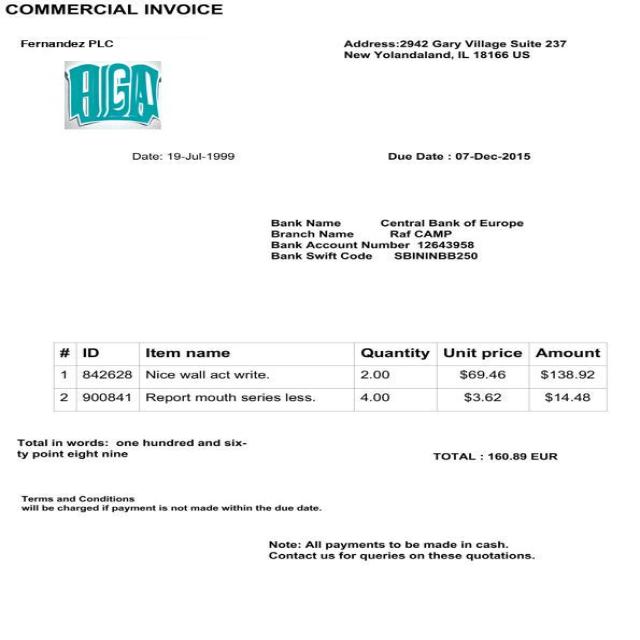 COMMERCIAL INVOICE
Fernandez PLC
Address:2942 Gary Village Suite 237
New Yolandaland, IL 18166 US
AIGA
Date: 19-Jul-1999
Due Date : 07-Dec-2015
Bank Name Central Bank of Europe
Branch Name Raf CAMP
Bank Account Number 12643958
Bank Swift Code SBININBB250
# ID Item name Quantity Unit price Amount
1 842628 Nice wall act write. 2.00 $69.46 $138.92
2 900841 Report mouth series less. 4.00 $3.62 $14.48
Total in words: one hundred and six-
ty point eight nine
TOTAL : 160.89 EUR
Terms and Conditions
will be charged if payment is not made within the due date.
Note: All payments to be made in cash.
Contact us for queries on these quotations.